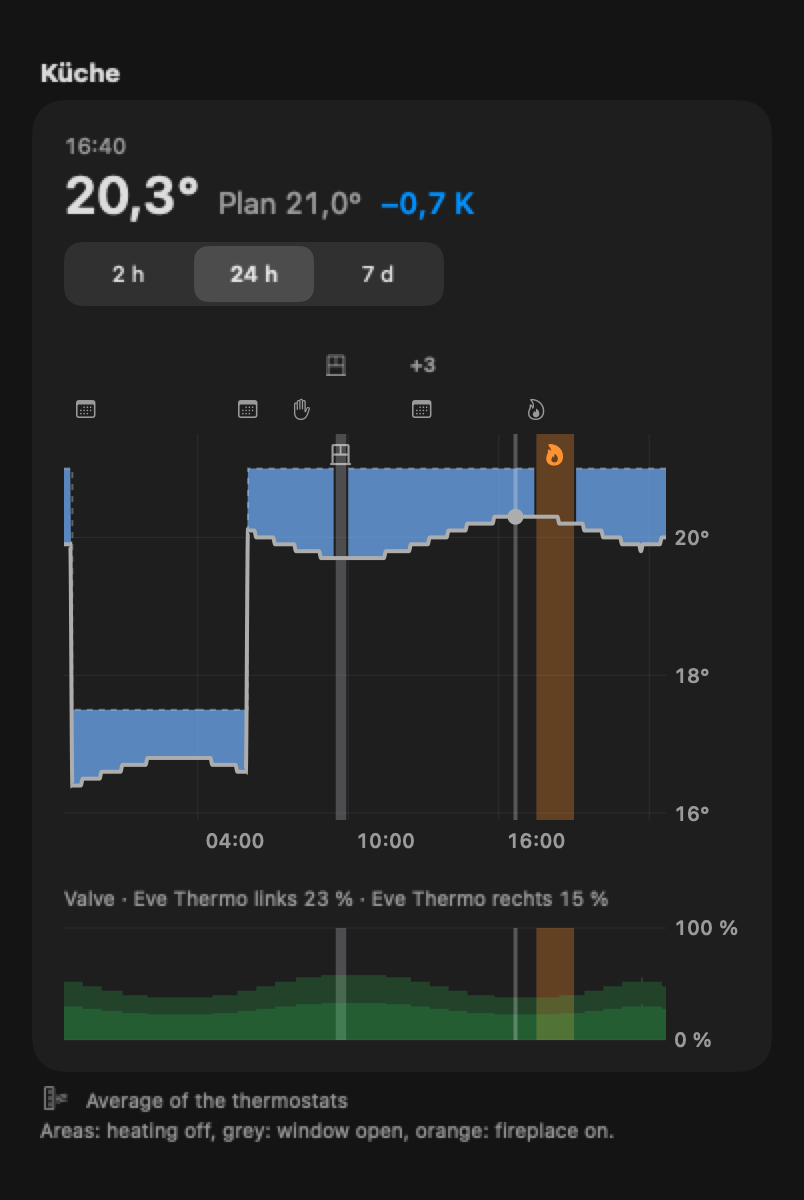 Küche
16:40
20,3° Plan 21,0° −0,7 K
2 h 24 h 7 d
+3
20°
18°
16°
04:00 10:00 16:00
Valve · Eve Thermo links 23 % · Eve Thermo rechts 15 %
100 %
0 %
Average of the thermostats
Areas: heating off, grey: window open, orange: fireplace on.